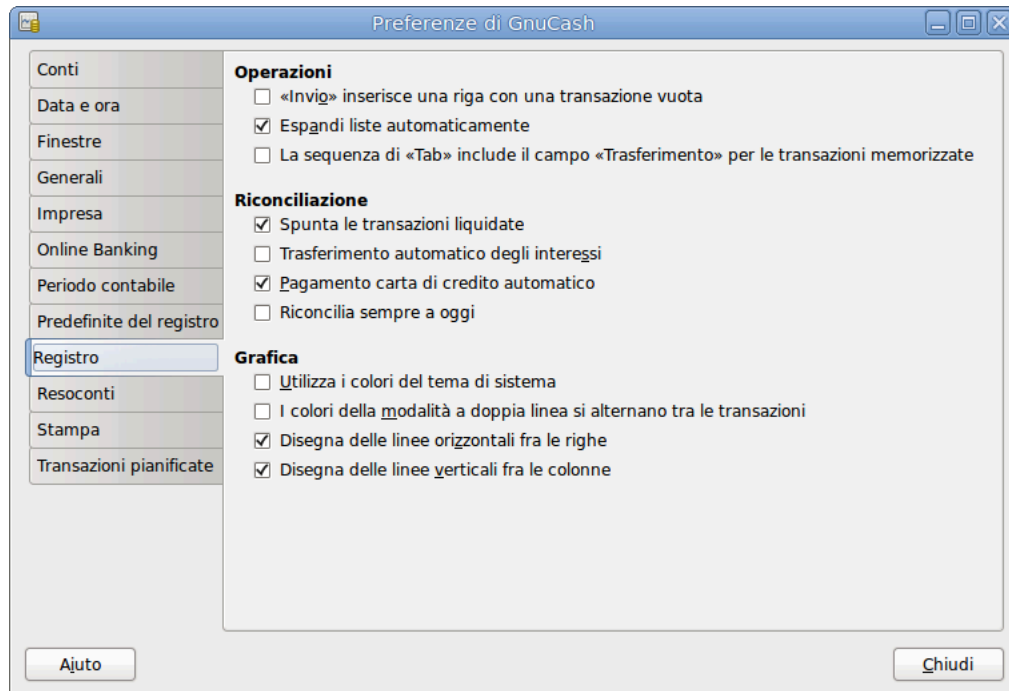 Preferenze di GnuCash
Conti
Data e ora
Finestre
Generali
Impresa
Online Banking
Periodo contabile
Predefinite del registro
Registro
Resoconti
Stampa
Transazioni pianificate
Operazioni
«Invio» inserisce una riga con una transazione vuota
Espandi liste automaticamente
La sequenza di «Tab» include il campo «Trasferimento» per le transazioni memorizzate
Riconciliazione
Spunta le transazioni liquidate
Trasferimento automatico degli interessi
Pagamento carta di credito automatico
Riconcilia sempre a oggi
Grafica
Utilizza i colori del tema di sistema
I colori della modalità a doppia linea si alternano tra le transazioni
Disegna delle linee orizzontali fra le righe
Disegna delle linee verticali fra le colonne
Aiuto
Chiudi